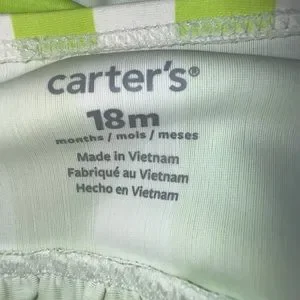 carter's®
18m
months / mois / meses
Made in Vietnam
Fabriqué au Vietnam
Hecho en Vietnam